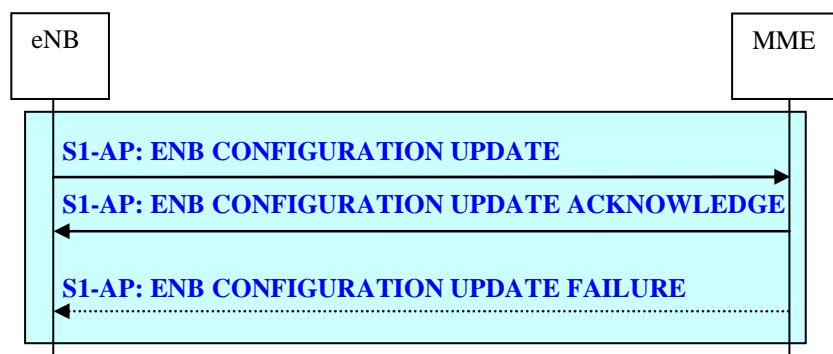 eNB
MME
S1-AP: ENB CONFIGURATION UPDATE
S1-AP: ENB CONFIGURATION UPDATE ACKNOWLEDGE
S1-AP: ENB CONFIGURATION UPDATE FAILURE